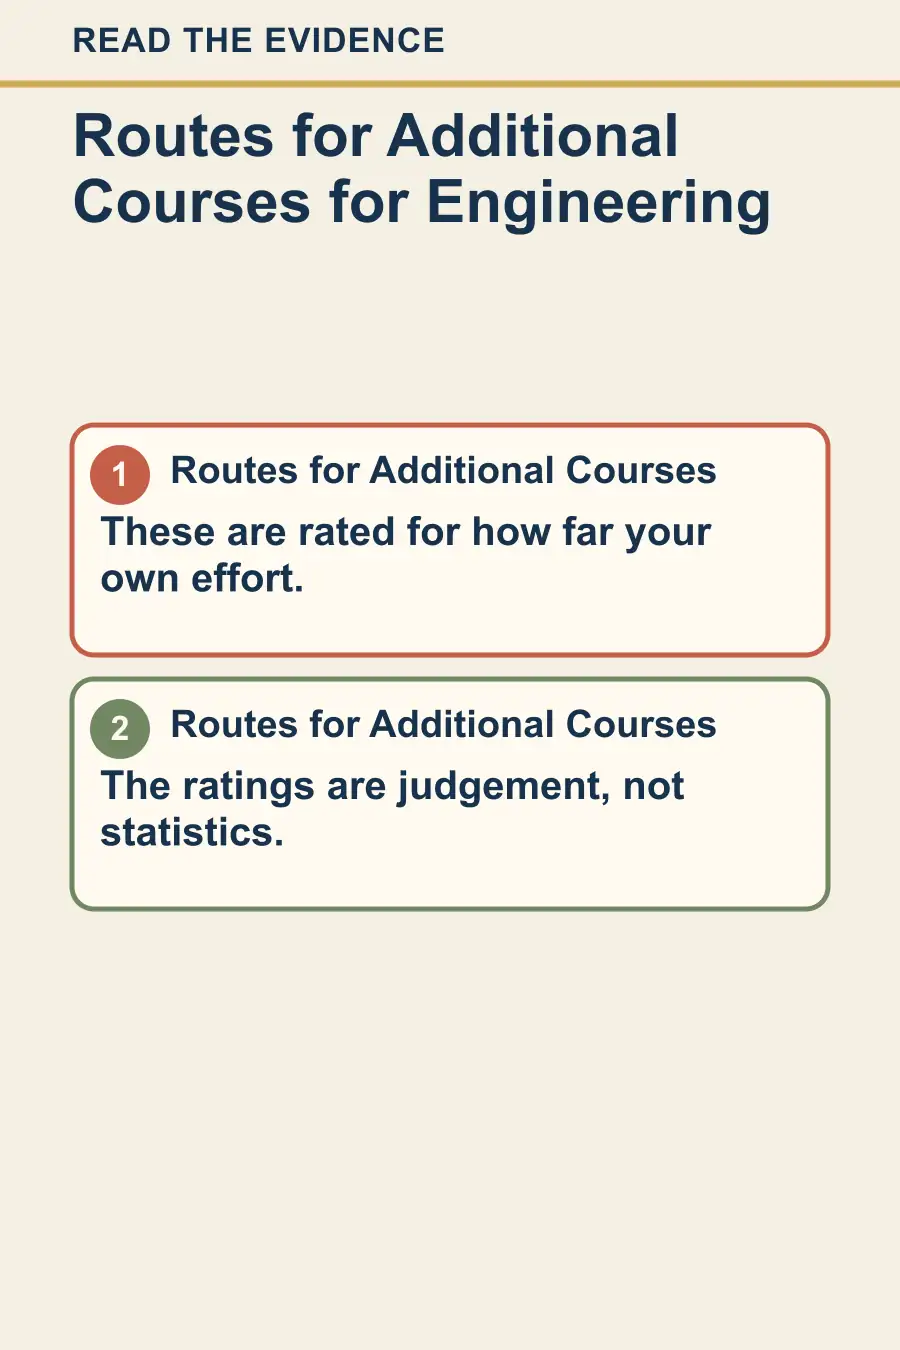 READ THE EVIDENCE
Routes for Additional
Courses for Engineering
1
Routes for Additional Courses
These are rated for how far your
own effort.
2
Routes for Additional Courses
The ratings are judgement, not
statistics.